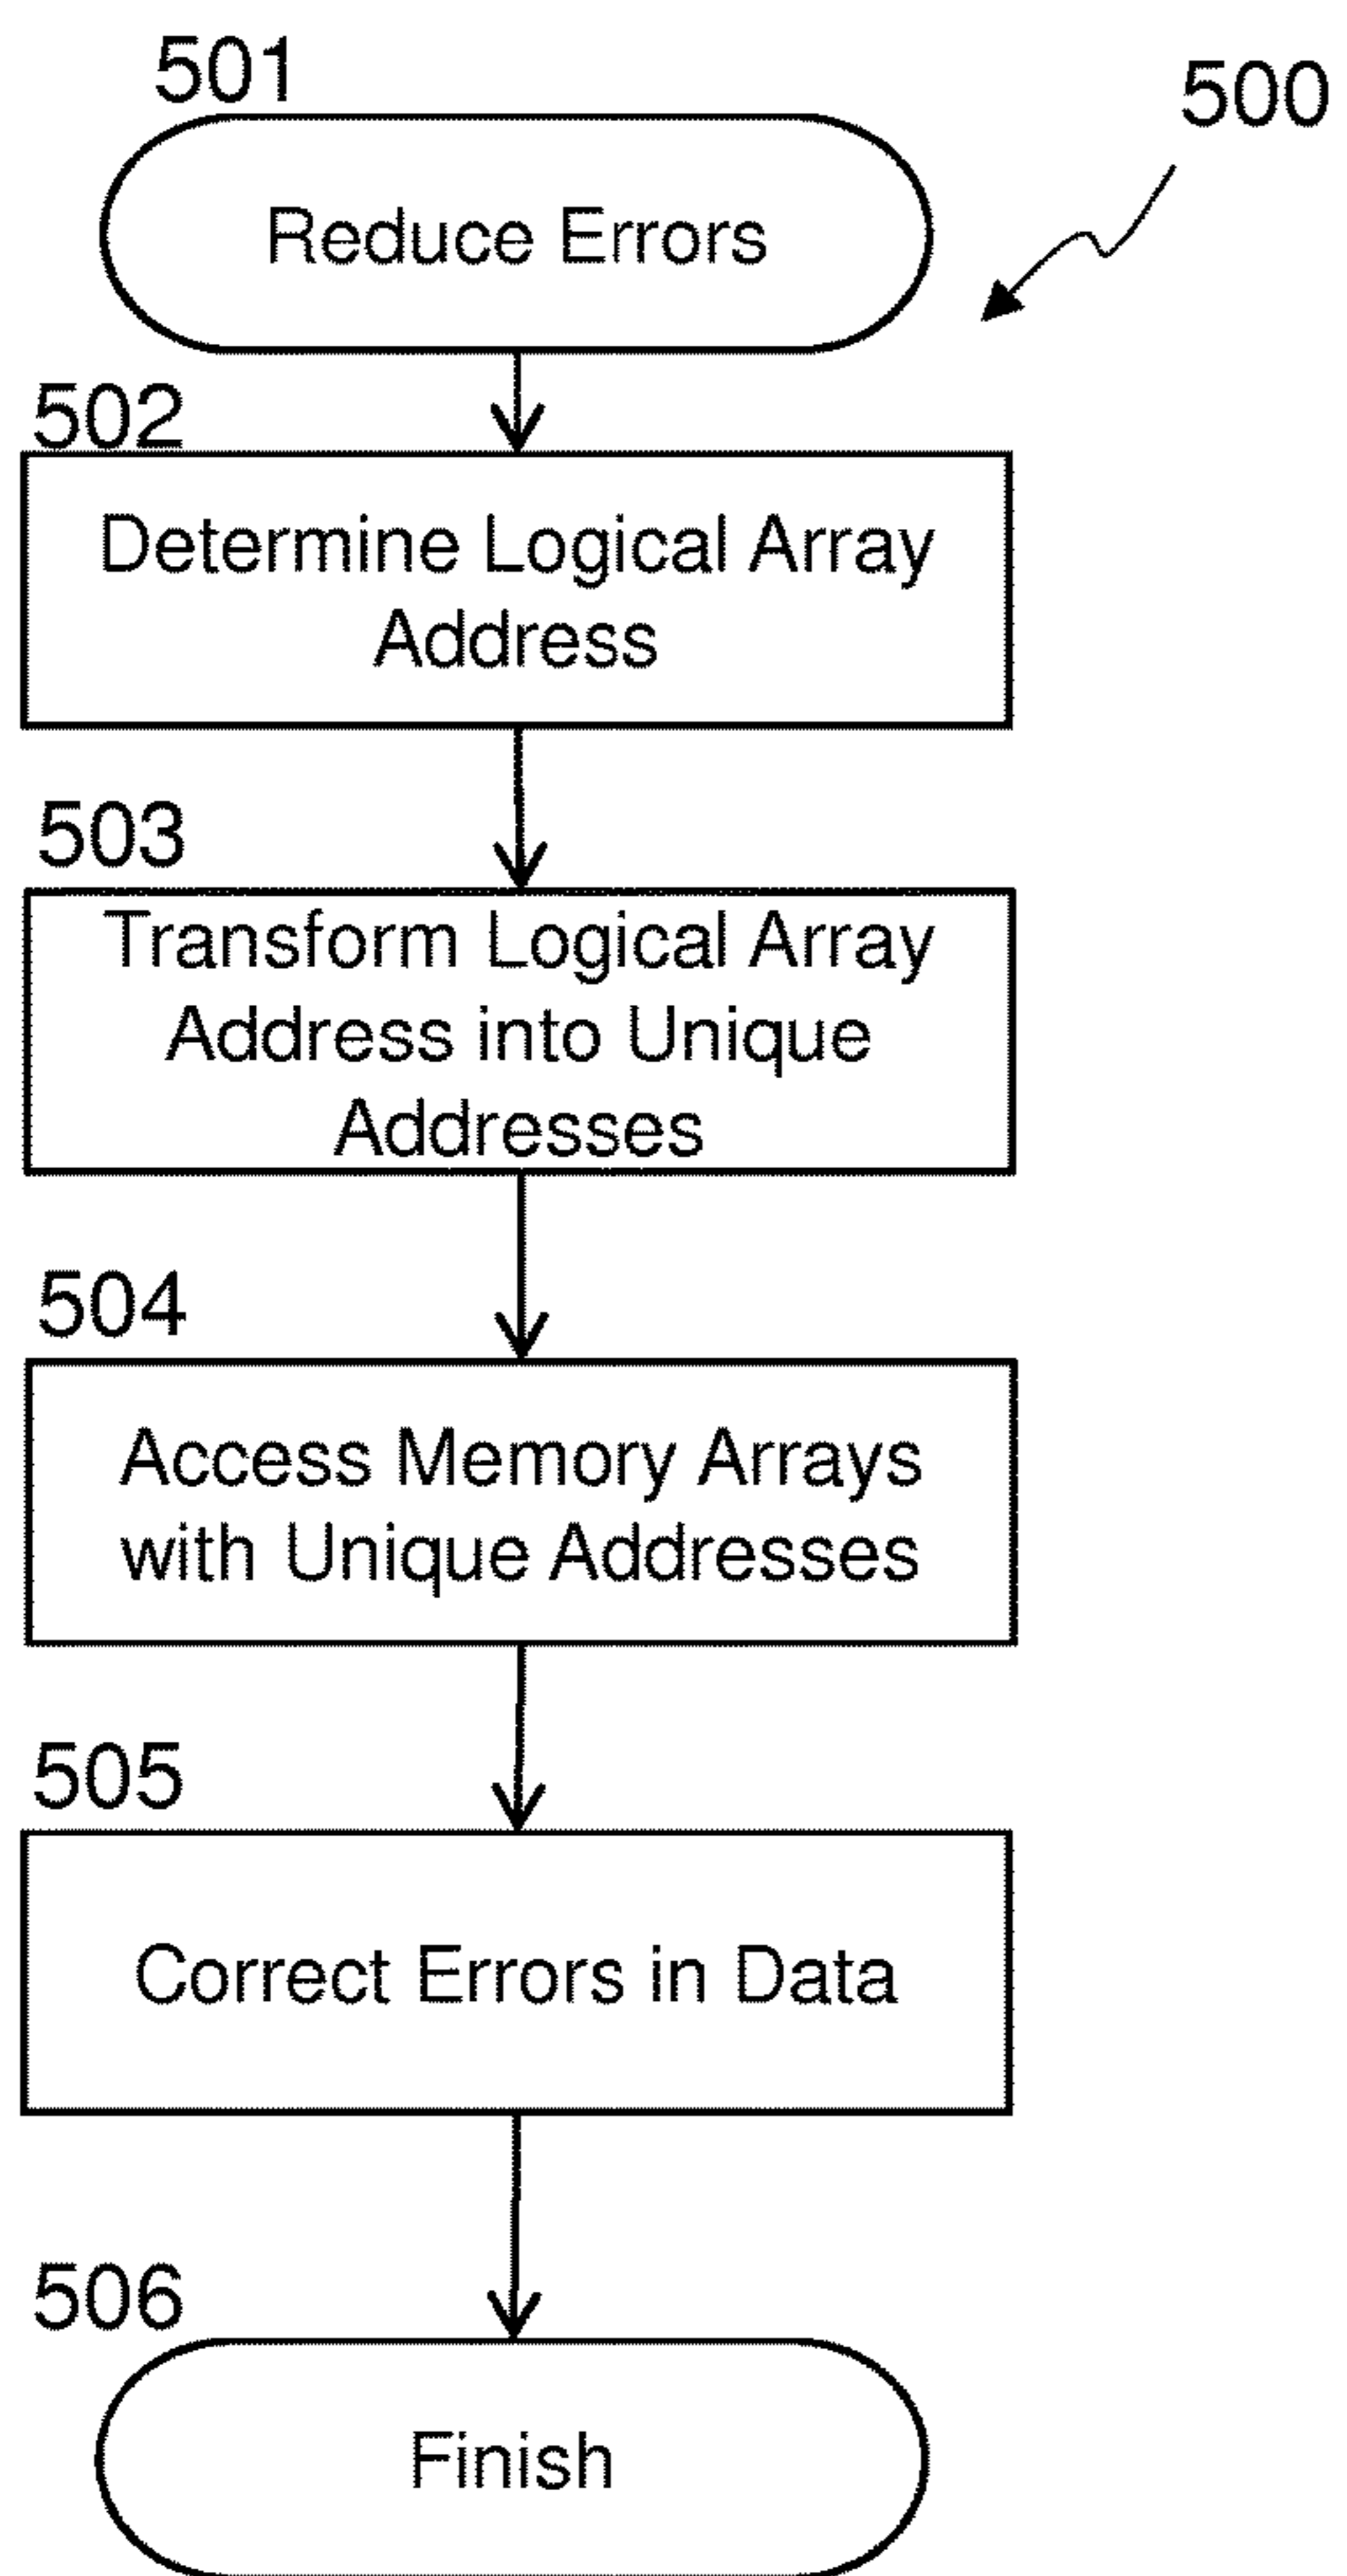 501
500
Reduce Errors
502
Determine Logical Array
Address
503
Transform Logical Array
Address into Unique
Addresses
504
Access Memory Arrays
with Unique Addresses
505
Correct Errors in Data
506
Finish